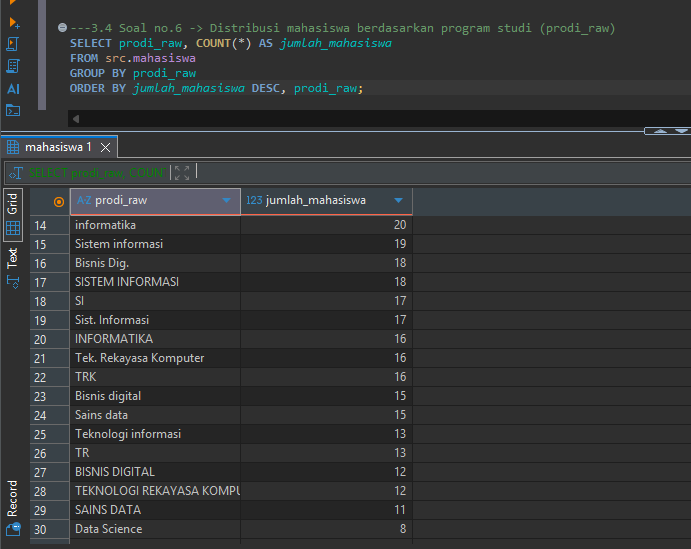 ---3.4 Soal no.6 -> Distribusi mahasiswa berdasarkan program studi (prodi_raw)
SELECT prodi_raw, COUNT(*) AS jumlah_mahasiswa
FROM src.mahasiswa
GROUP BY prodi_raw
ORDER BY jumlah_mahasiswa DESC, prodi_raw;
AI
mahasiswa 1
SELECT prodi_raw, COUNT
Grid
Text
Record
A-Z prodi_raw 123 jumlah_mahasiswa
14 informatika 20
15 Sistem informasi 19
16 Bisnis Dig. 18
17 SISTEM INFORMASI 18
18 SI 17
19 Sist. Informasi 17
20 INFORMATIKA 16
21 Tek. Rekayasa Komputer 16
22 TRK 16
23 Bisnis digital 15
24 Sains data 15
25 Teknologi informasi 13
26 TR 13
27 BISNIS DIGITAL 12
28 TEKNOLOGI REKAYASA KOMPU 12
29 SAINS DATA 11
30 Data Science 8